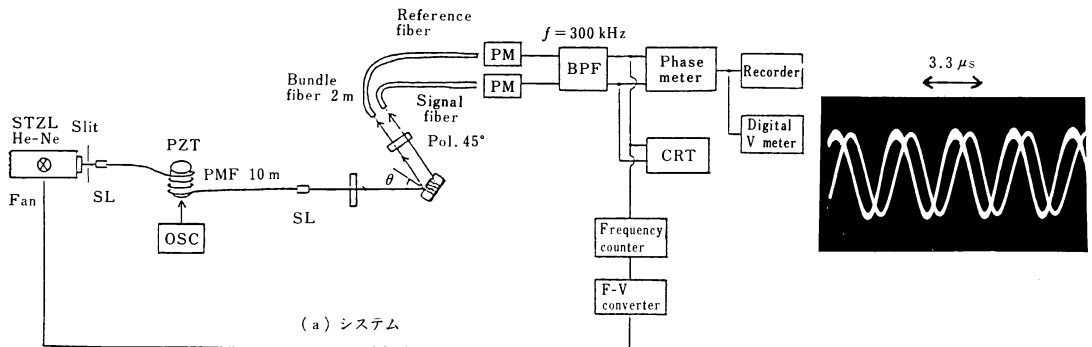 Reference
fiber
PM
f = 300 kHz
BPF
Phase
meter
Recorder
3.3 μs
Bundle
fiber 2 m
PM
Signal
fiber
Digital
V meter
STZL
He-Ne
Slit
PZT
Pol. 45°
CRT
PMF 10 m
θ
Fan
SL
SL
OSC
Frequency
counter
F-V
converter
(a) システム